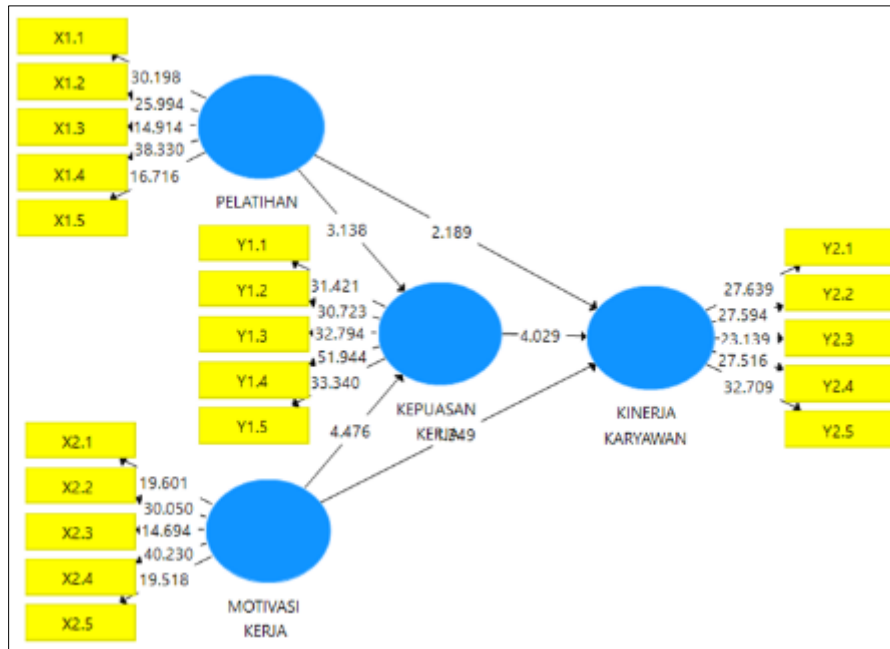 X1.1
X1.2
X1.3
X1.4
X1.5
30.198
25.994
14.914
38.330
16.716
PELATIHAN
3.138
2.189
Y1.1
Y1.2
Y1.3
Y1.4
Y1.5
31.421
30.723
32.794
51.944
33.340
KEPUASAN
KERJA
4.029
4.476
KINERJA
KARYAWAN
27.639
27.594
23.139
27.516
32.709
Y2.1
Y2.2
Y2.3
Y2.4
Y2.5
X2.1
X2.2
X2.3
X2.4
X2.5
19.601
30.050
14.694
40.230
19.518
MOTIVASI
KERJA